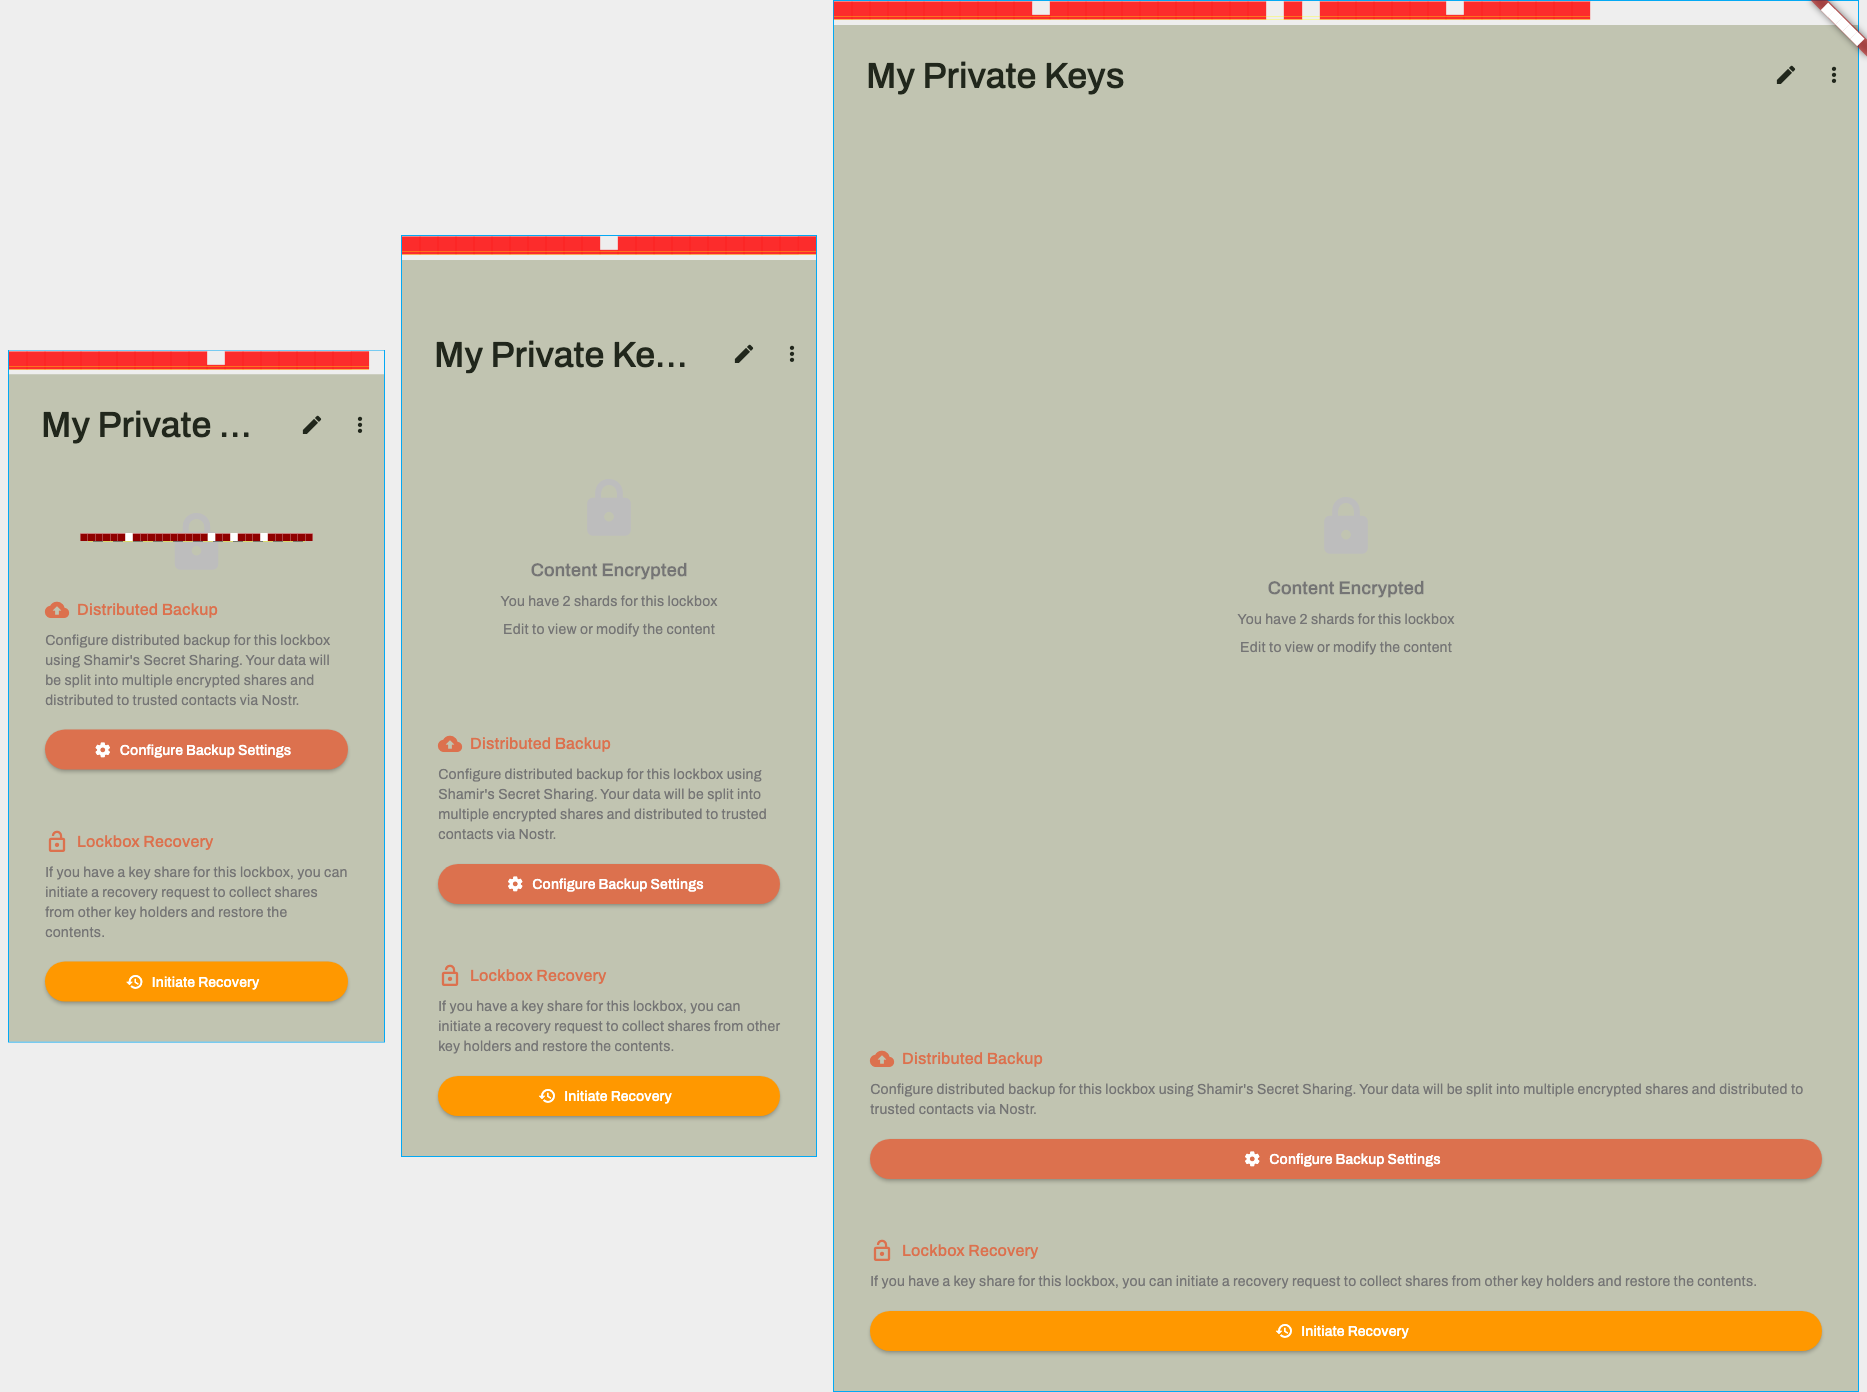 My Private ...
Distributed Backup
Configure distributed backup for this lockbox
using Shamir's Secret Sharing. Your data will
be split into multiple encrypted shares and
distributed to trusted contacts via Nostr.
Configure Backup Settings
Lockbox Recovery
If you have a key share for this lockbox, you can
initiate a recovery request to collect shares
from other key holders and restore the
contents.
Initiate Recovery
My Private Ke...
Content Encrypted
You have 2 shards for this lockbox
Edit to view or modify the content
Distributed Backup
Configure distributed backup for this lockbox using
Shamir's Secret Sharing. Your data will be split into
multiple encrypted shares and distributed to trusted
contacts via Nostr.
Configure Backup Settings
Lockbox Recovery
If you have a key share for this lockbox, you can
initiate a recovery request to collect shares from other
key holders and restore the contents.
Initiate Recovery
My Private Keys
Content Encrypted
You have 2 shards for this lockbox
Edit to view or modify the content
Distributed Backup
Configure distributed backup for this lockbox using Shamir's Secret Sharing. Your data will be split into multiple encrypted shares and distributed to
trusted contacts via Nostr.
Configure Backup Settings
Lockbox Recovery
If you have a key share for this lockbox, you can initiate a recovery request to collect shares from other key holders and restore the contents.
Initiate Recovery